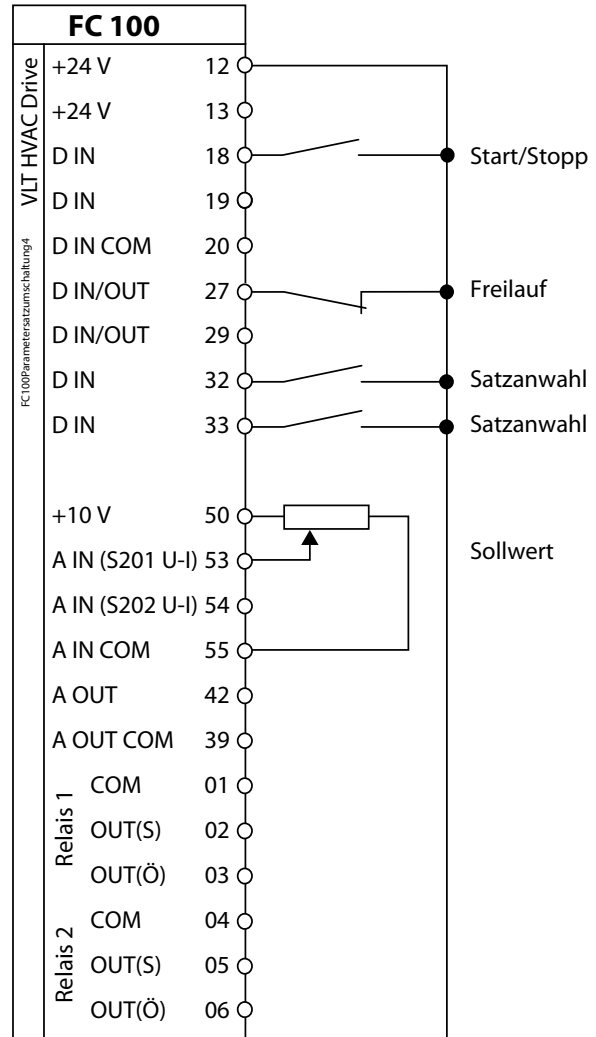 FC 100
VLT HVAC Drive
FC100Parametersatzumschaltung4
+24 V 12
+24 V 13
D IN 18 Start/Stopp
D IN 19
D IN COM 20
D IN/OUT 27 Freilauf
D IN/OUT 29
D IN 32 Satzanwahl
D IN 33 Satzanwahl
+10 V 50
A IN (S201 U-I) 53 Sollwert
A IN (S202 U-I) 54
A IN COM 55
A OUT 42
A OUT COM 39
Relais 1
COM 01
OUT(S) 02
OUT(Ö) 03
Relais 2
COM 04
OUT(S) 05
OUT(Ö) 06